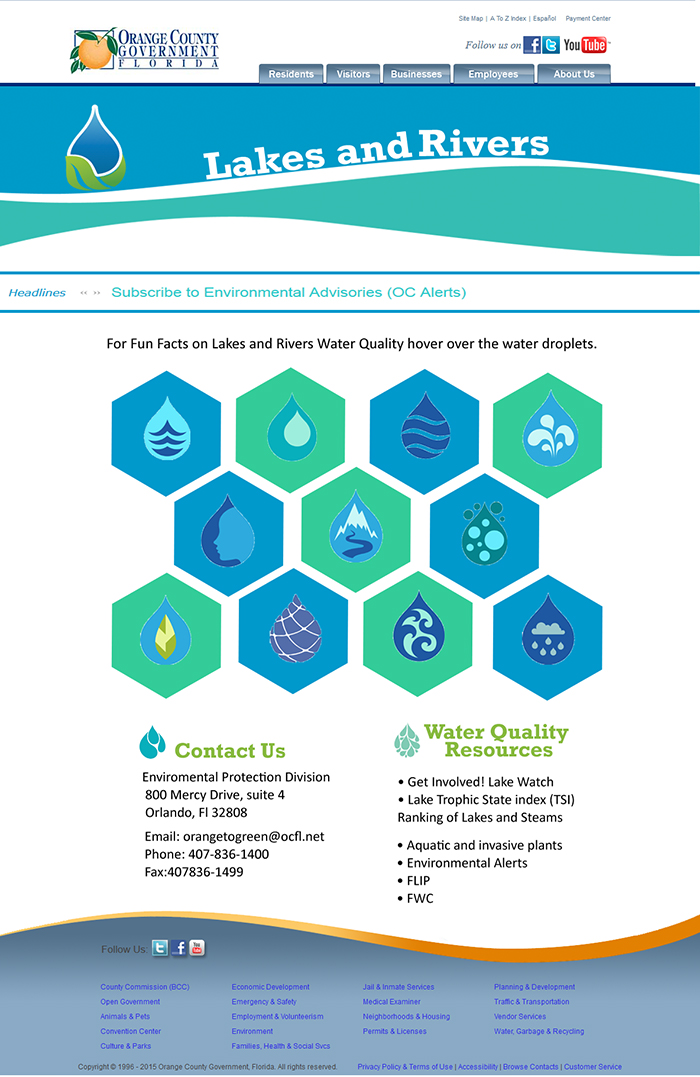 Site Map | A To Z Index | Español Payment Center
ORANGE COUNTY
GOVERNMENT
FLORIDA
Follow us on f t YouTube
Residents Visitors Businesses Employees About Us
Lakes and Rivers
Headlines << >> Subscribe to Environmental Advisories (OC Alerts)
For Fun Facts on Lakes and Rivers Water Quality hover over the water droplets.
Contact Us
Enviromental Protection Division
800 Mercy Drive, suite 4
Orlando, Fl 32808
Email: orangetogreen@ocfl.net
Phone: 407-836-1400
Fax:407836-1499
Water Quality
Resources
• Get Involved! Lake Watch
• Lake Trophic State index (TSI)
Ranking of Lakes and Steams
• Aquatic and invasive plants
• Environmental Alerts
• FLIP
• FWC
Follow Us: t f You Tube
County Commission (BCC) Economic Development Jail & Inmate Services Planning & Development
Open Government Emergency & Safety Medical Examiner Traffic & Transportation
Animals & Pets Employment & Volunteerism Neighborhoods & Housing Vendor Services
Convention Center Environment Permits & Licenses Water, Garbage & Recycling
Culture & Parks Families, Health & Social Svcs
Copyright © 1996 - 2015 Orange County Government, Florida. All rights reserved. Privacy Policy & Terms of Use | Accessibility | Browse Contacts | Customer Service